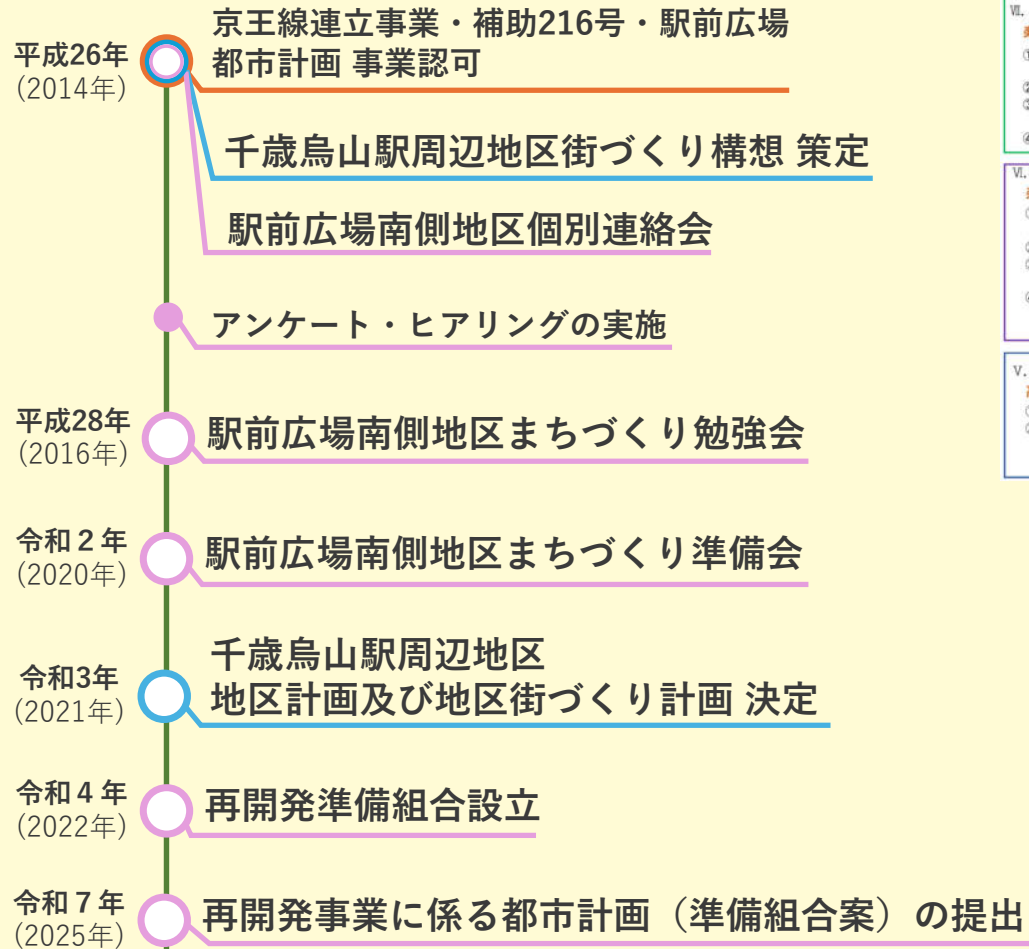 京王線連立事業・補助216号・駅前広場
平成26年
都市計画 事業認可
(2014年)
千歳烏山駅周辺地区街づくり構想 策定
駅前広場南側地区個別連絡会
アンケート・ヒアリングの実施
平成28年
(2016年)
駅前広場南側地区まちづくり勉強会
令和２年
(2020年)
駅前広場南側地区まちづくり準備会
千歳烏山駅周辺地区
令和3年
(2021年)
地区計画及び地区街づくり計画 決定
令和４年
(2022年)
再開発準備組合設立
令和７年
(2025年)
再開発事業に係る都市計画（準備組合案）の提出
Ⅶ.
①
②
③
④
Ⅵ.
Ⅴ.